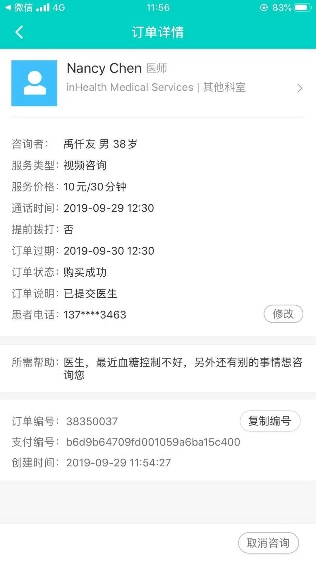 微信 4G 11:56 83%
订单详情
Nancy Chen 医师
inHealth Medical Services | 其他科室
咨询者： 禹仟友 男 38岁
服务类型：视频咨询
服务价格：10元/30分钟
通话时间：2019-09-29 12:30
提前拨打：否
订单过期：2019-09-30 12:30
订单状态：购买成功
订单说明：已提交医生
患者电话：137****3463 修改
所需帮助：医生，最近血糖控制不好，另外还有别的事情想咨
询您
订单编号：38350037 复制编号
支付编号：b6d9b64709fd001059a6ba15c400
创建时间：2019-09-29 11:54:27
取消咨询